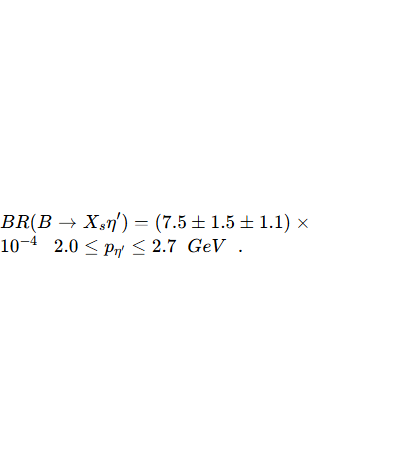 BR(B → X_sη′) = (7.5 ± 1.5 ± 1.1) ×
10^{−4} 2.0 ≤ p_{η′} ≤ 2.7 GeV .